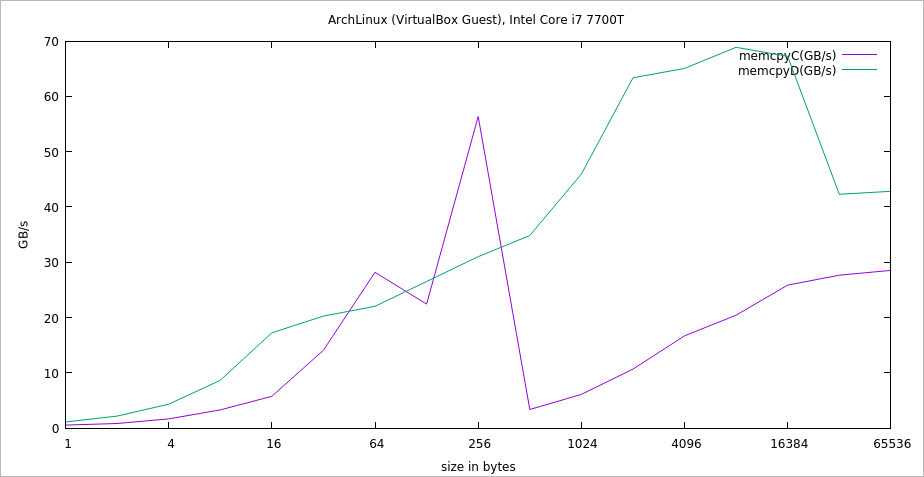 ArchLinux (VirtualBox Guest), Intel Core i7 7700T
70
memcpyC(GB/s)
memcpyD(GB/s)
60
50
40
GB/s
30
20
10
0
1 4 16 64 256 1024 4096 16384 65536
size in bytes